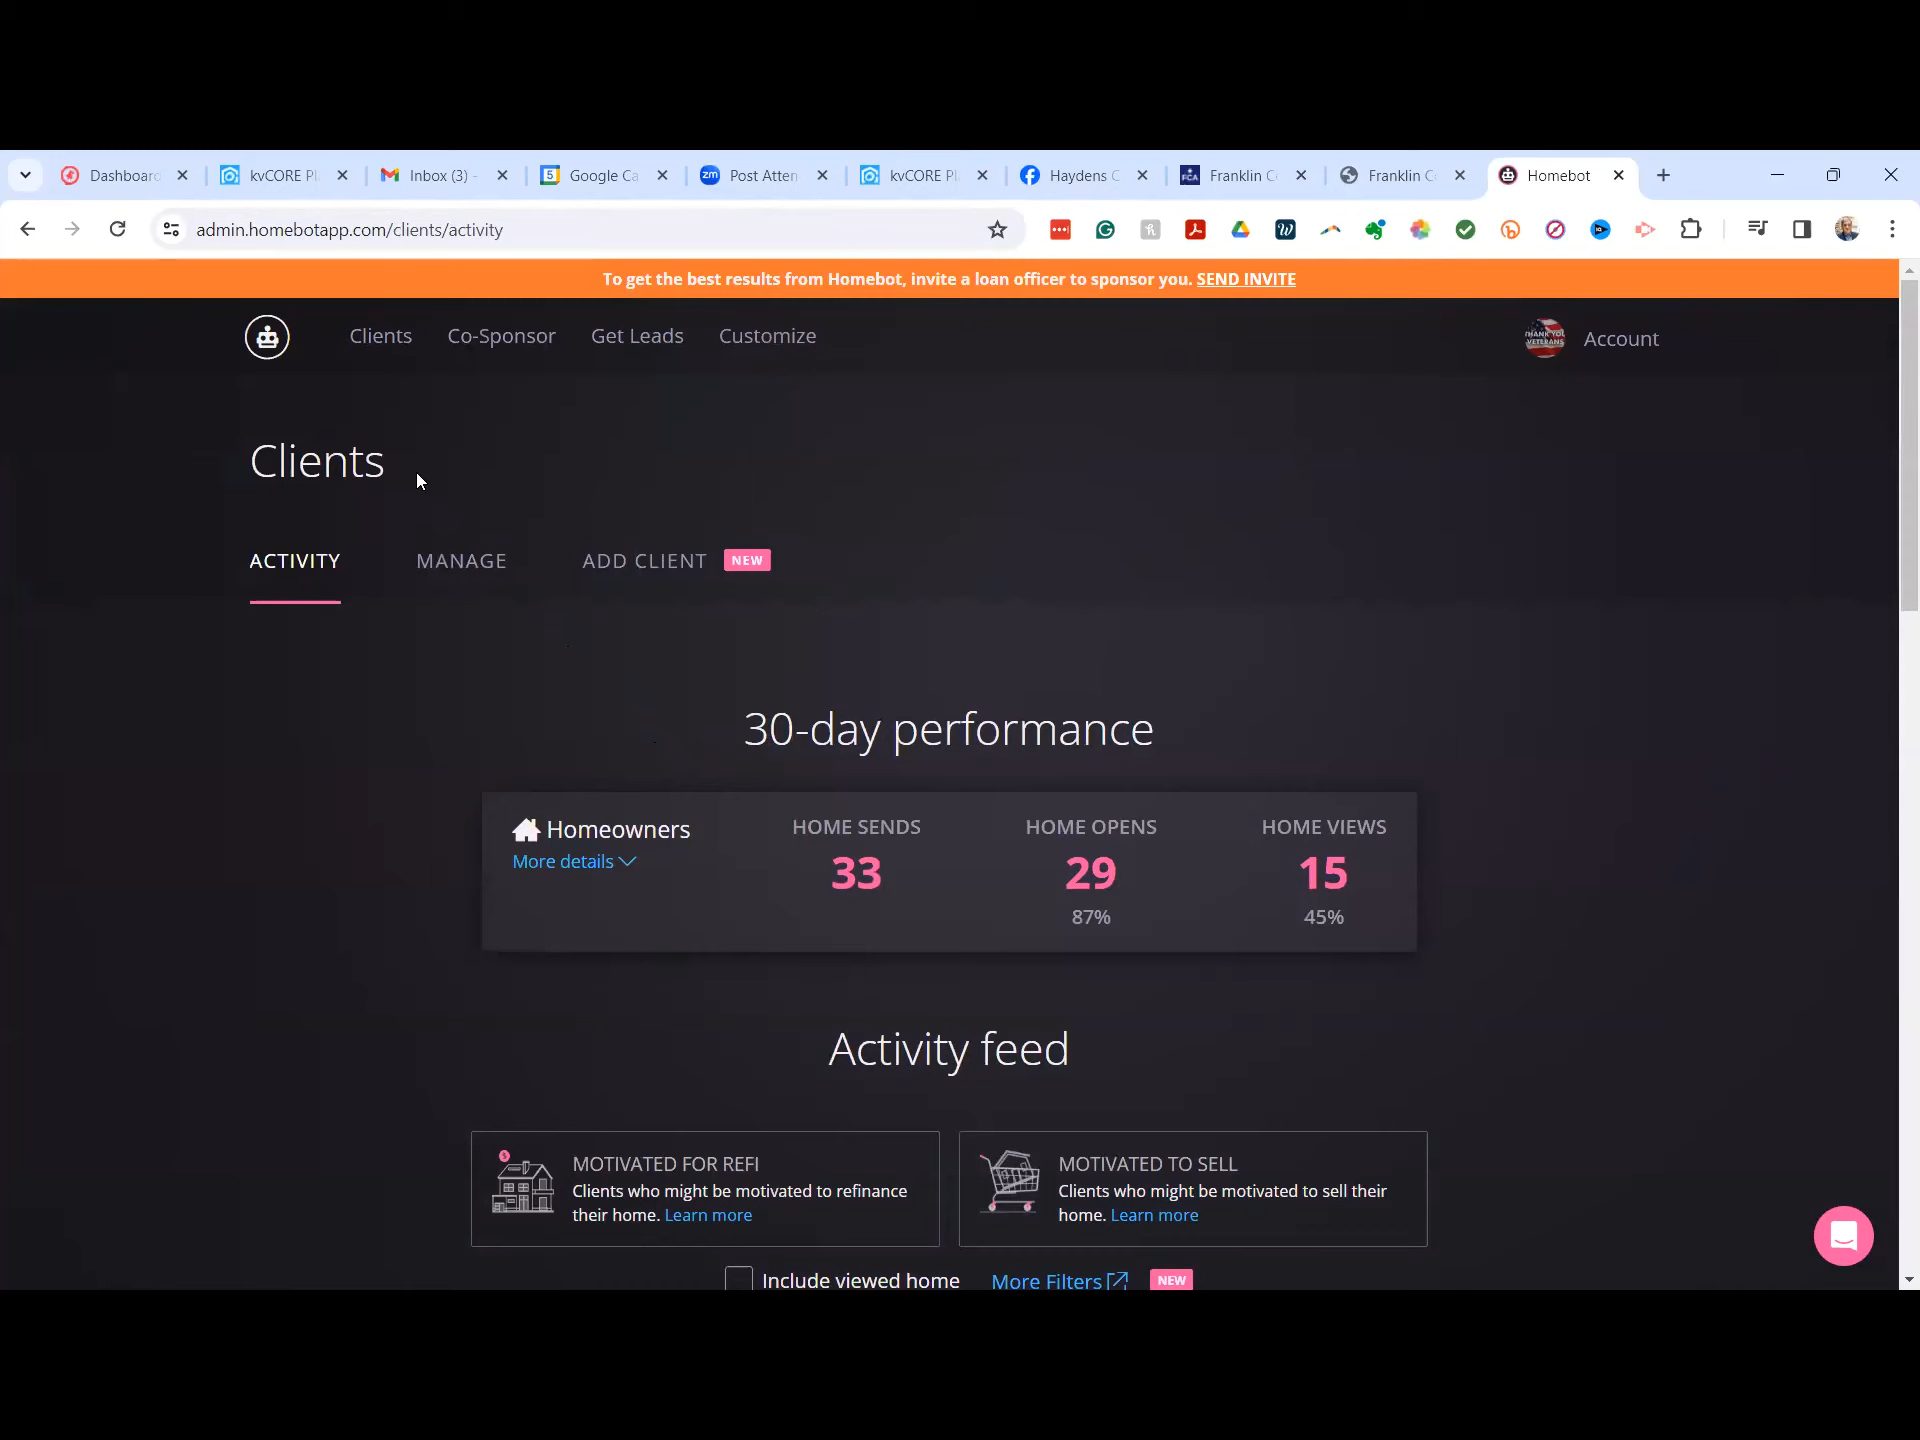 Dashboard
kvCORE Pl
Inbox (3) -
Google Ca
zm
Post Atten
kvCORE Pl
Haydens C
FCA
Franklin C
Franklin C
Homebot
admin.homebotapp.com/clients/activity
To get the best results from Homebot, invite a loan officer to sponsor you. SEND INVITE
Clients
Co-Sponsor
Get Leads
Customize
THANK YOU
VETERANS
Account
Clients
ACTIVITY
MANAGE
ADD CLIENT
NEW
30-day performance
Homeowners
More details
HOME SENDS
33
HOME OPENS
29
87%
HOME VIEWS
15
45%
Activity feed
MOTIVATED FOR REFI
Clients who might be motivated to refinance
their home. Learn more
MOTIVATED TO SELL
Clients who might be motivated to sell their
home. Learn more
Include viewed home
More Filters
NEW